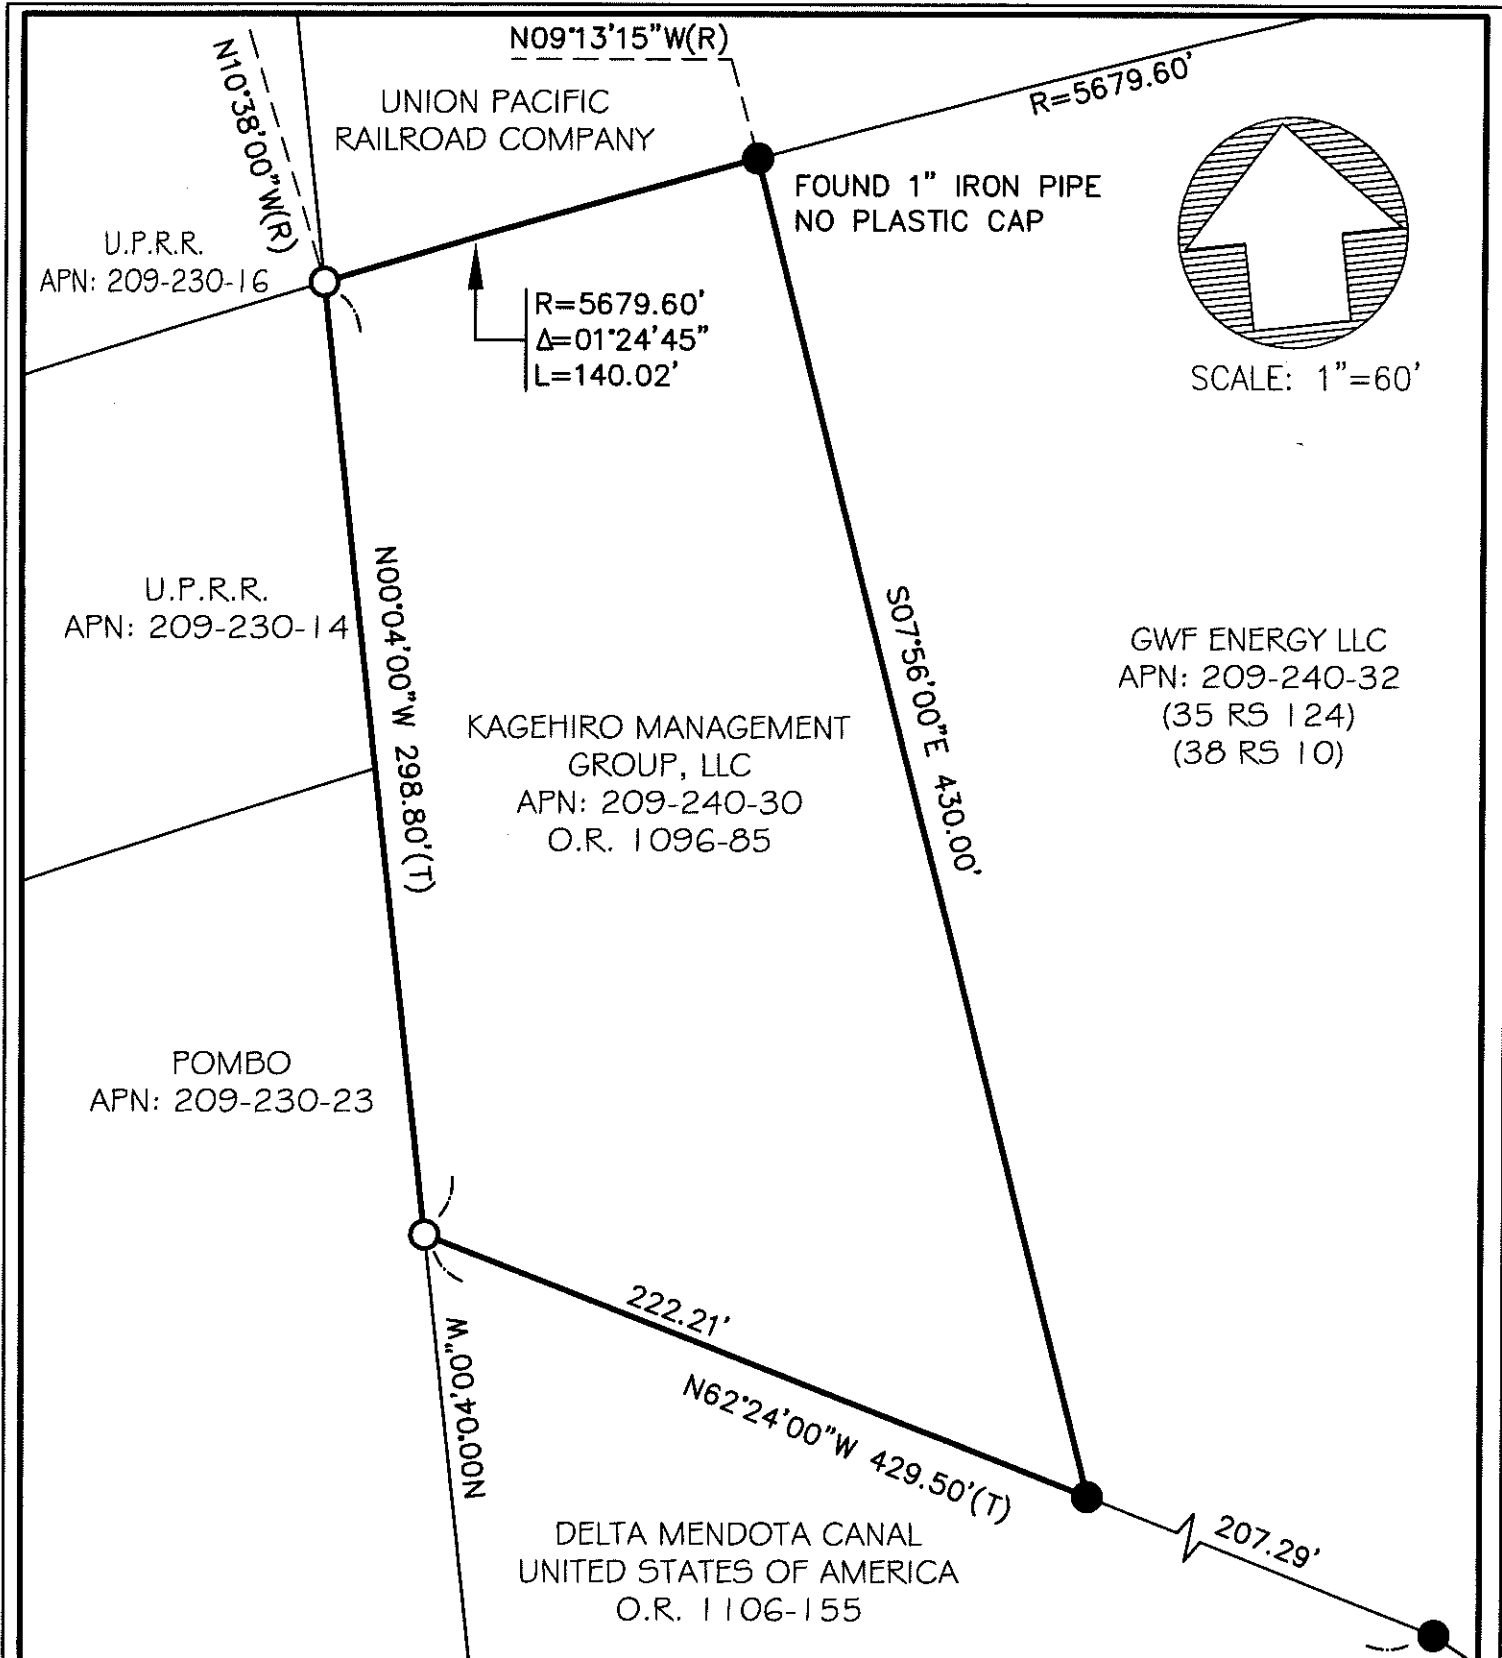 N09°13'15"W(R)
N10°38'00"W(R)
UNION PACIFIC
RAILROAD COMPANY
R=5679.60'
FOUND 1" IRON PIPE
NO PLASTIC CAP
U.P.R.R.
APN: 209-230-16
R=5679.60'
Δ=01°24'45"
L=140.02'
SCALE: 1"=60'
U.P.R.R.
APN: 209-230-14
N00°04'00"W 298.80'(T)
S07°56'00"E 430.00'
GWF ENERGY LLC
APN: 209-240-32
(35 RS 124)
(38 RS 10)
KAGEHIRO MANAGEMENT
GROUP, LLC
APN: 209-240-30
O.R. 1096-85
POMBO
APN: 209-230-23
222.21'
N62°24'00"W 429.50'(T)
N00°04'00"W
DELTA MENDOTA CANAL
UNITED STATES OF AMERICA
O.R. 1106-155
207.29'